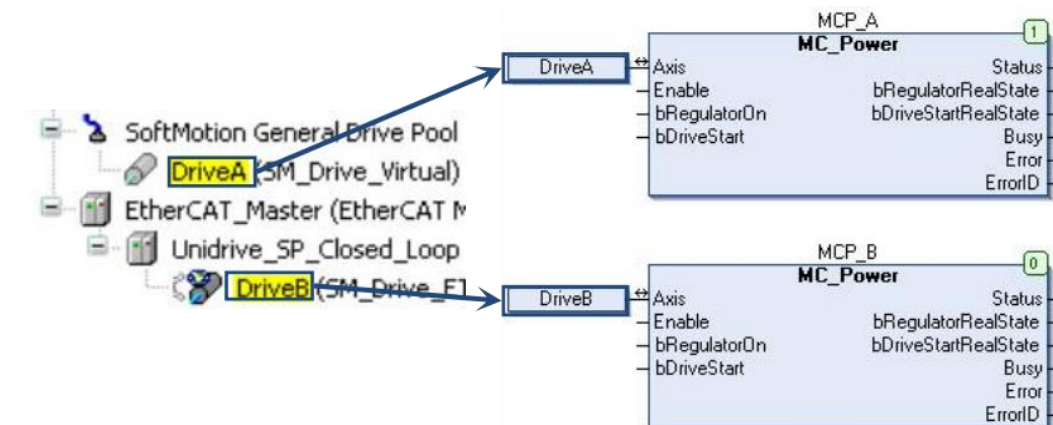 SoftMotion General Drive Pool
DriveA (SM_Drive_Virtual)
EtherCAT_Master (EtherCAT M
Unidrive_SP_Closed_Loop
DriveB (SM_Drive_ET
MCP_A
1
MC_Power
DriveA
Axis Status
Enable bRegulatorRealState
bRegulatorOn bDriveStartRealState
bDriveStart Busy
Error
ErrorID
MCP_B
0
MC_Power
DriveB
Axis Status
Enable bRegulatorRealState
bRegulatorOn bDriveStartRealState
bDriveStart Busy
Error
ErrorID